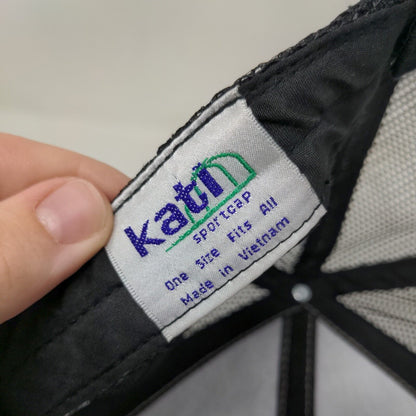 katin
sportcap
One Size Fits All
Made in Vietnam